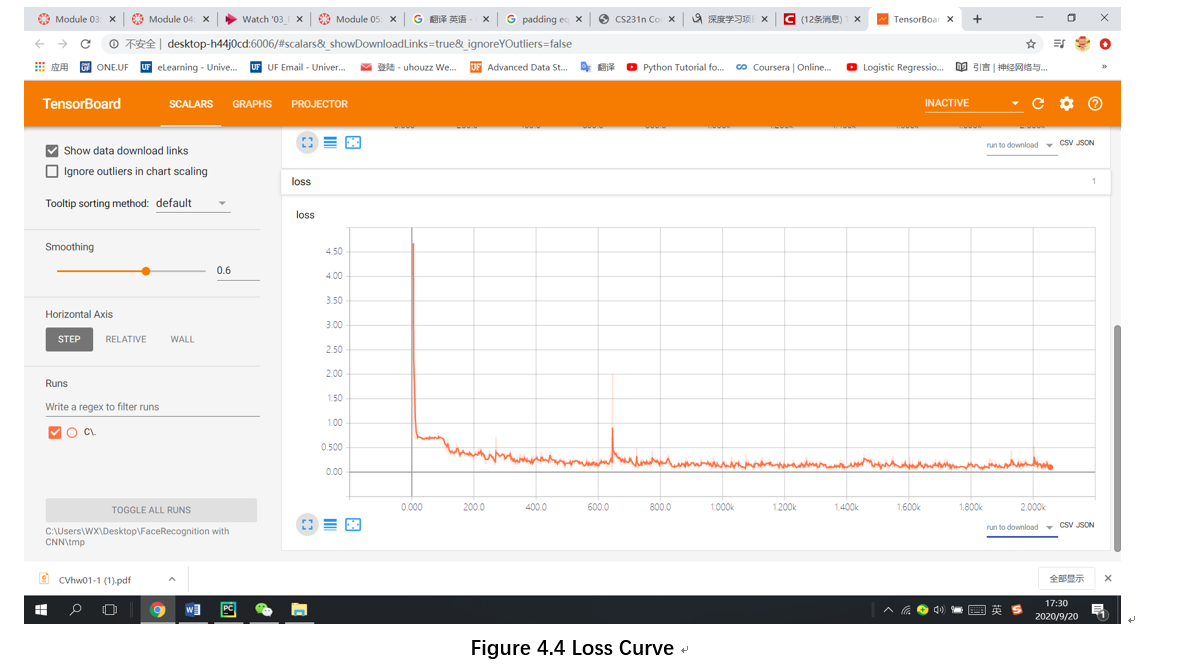 Module 03:
Module 04:
Watch '03_
Module 05:
翻译 英语 -
padding eq
CS231n Con
深度学习项
(12条消息)
TensorBoar
不安全 | desktop-h44j0cd:6006/#scalars&_showDownloadLinks=true&_ignoreYOutliers=false
应用 ONE.UF eLearning - Unive... UF Email - Univer... 登陆 - uhouzz We... Advanced Data St... 翻译 Python Tutorial fo... Coursera | Online... Logistic Regressio... 引言 | 神经网络与... »
TensorBoard SCALARS GRAPHS PROJECTOR INACTIVE
Show data download links
Ignore outliers in chart scaling
Tooltip sorting method: default
Smoothing
0.6
Horizontal Axis
STEP RELATIVE WALL
Runs
Write a regex to filter runs
C\.
TOGGLE ALL RUNS
C:\Users\WX\Desktop\FaceRecognition with
CNN\tmp
run to download CSV JSON
loss 1
loss
4.50
4.00
3.50
3.00
2.50
2.00
1.50
1.00
0.500
0.00
0.000 200.0 400.0 600.0 800.0 1.000k 1.200k 1.400k 1.600k 1.800k 2.000k
run to download CSV JSON
CVhw01-1 (1).pdf
全部显示
英
17:30
2020/9/20
1
Figure 4.4 Loss Curve